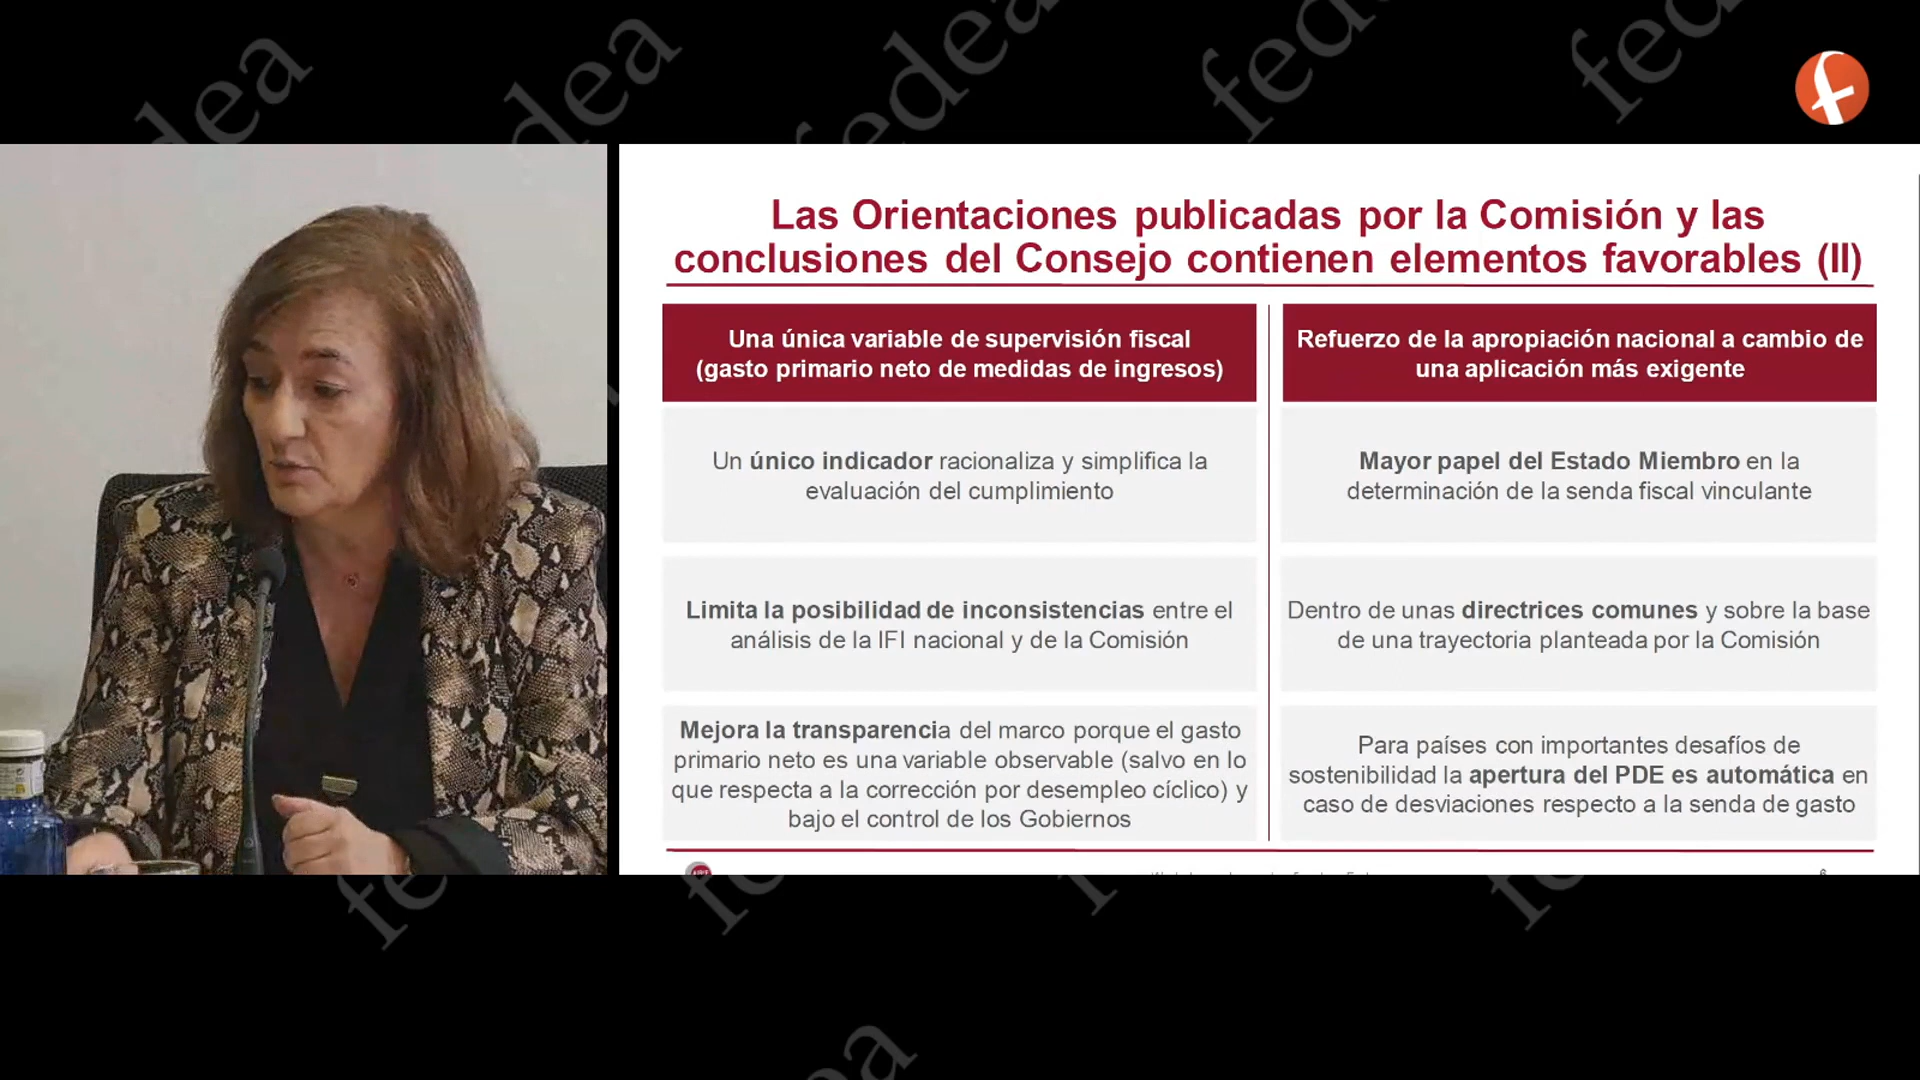 fedea
Las Orientaciones publicadas por la Comisión y las
conclusiones del Consejo contienen elementos favorables (II)
Una única variable de supervisión fiscal
(gasto primario neto de medidas de ingresos)
Un único indicador racionaliza y simplifica la
evaluación del cumplimiento
Limita la posibilidad de inconsistencias entre el
análisis de la IFI nacional y de la Comisión
Mejora la transparencia del marco porque el gasto
primario neto es una variable observable (salvo en lo
que respecta a la corrección por desempleo cíclico) y
bajo el control de los Gobiernos
Refuerzo de la apropiación nacional a cambio de
una aplicación más exigente
Mayor papel del Estado Miembro en la
determinación de la senda fiscal vinculante
Dentro de unas directrices comunes y sobre la base
de una trayectoria planteada por la Comisión
Para países con importantes desafíos de
sostenibilidad la apertura del PDE es automática en
caso de desviaciones respecto a la senda de gasto